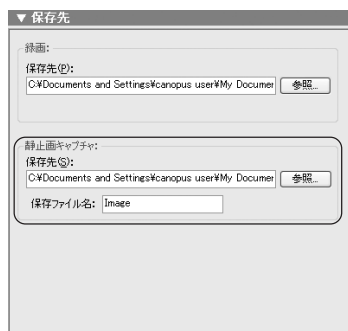 ▼ 保存先
録画:
保存先(P):
C:¥Documents and Settings¥canopus user¥My Documer
参照...
静止画キャプチャ:
保存先(S):
C:¥Documents and Settings¥canopus user¥My Documer
参照...
保存ファイル名: Image